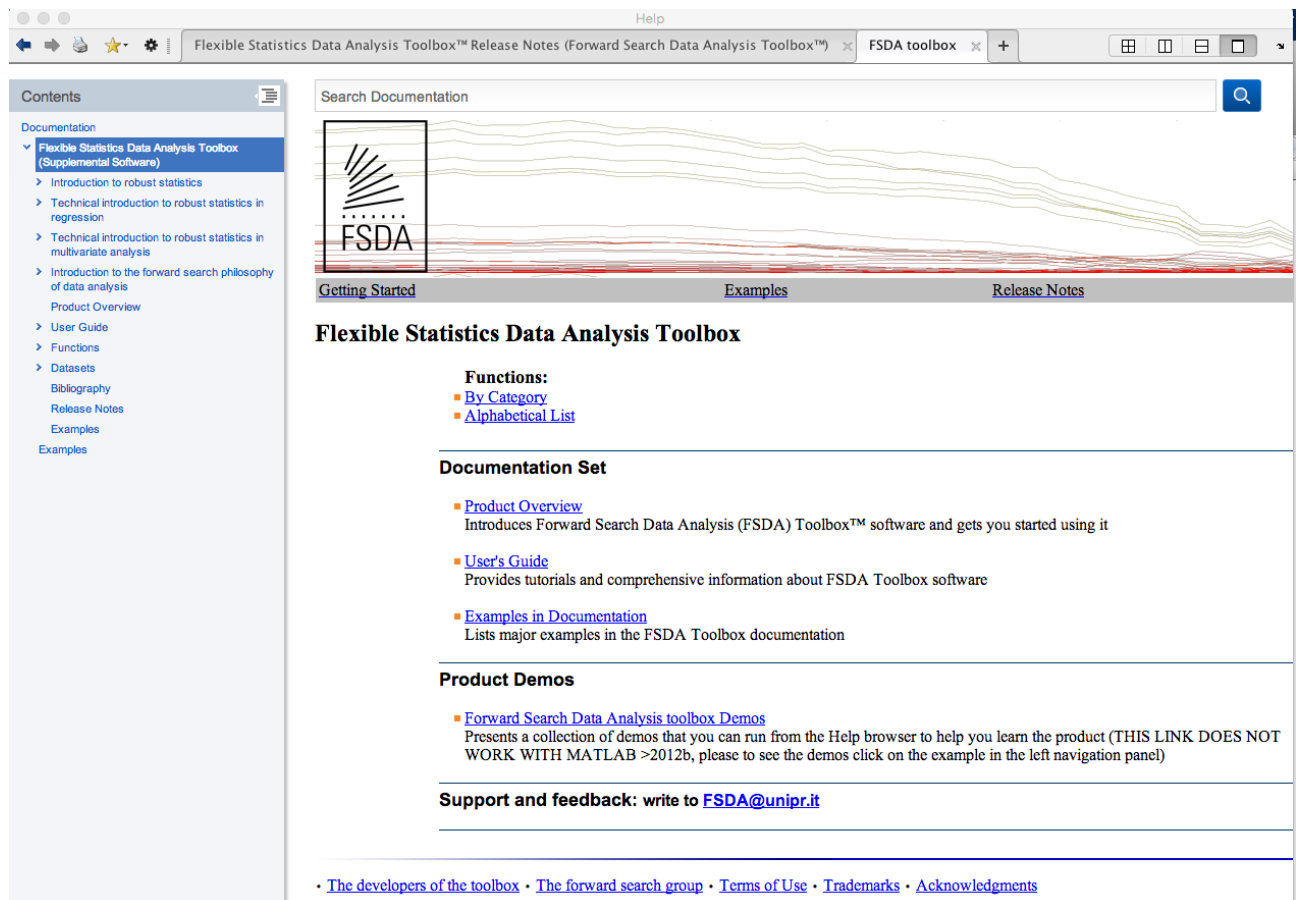 Help
Flexible Statistics Data Analysis Toolbox™ Release Notes (Forward Search Data Analysis Toolbox™)
FSDA toolbox
Contents
Documentation
Flexible Statistics Data Analysis Toolbox
(Supplemental Software)
Introduction to robust statistics
Technical introduction to robust statistics in
regression
Technical introduction to robust statistics in
multivariate analysis
Introduction to the forward search philosophy
of data analysis
Product Overview
User Guide
Functions
Datasets
Bibliography
Release Notes
Examples
Examples
Search Documentation
FSDA
Getting Started Examples Release Notes
Flexible Statistics Data Analysis Toolbox
Functions:
By Category
Alphabetical List
Documentation Set
Product Overview
Introduces Forward Search Data Analysis (FSDA) Toolbox™ software and gets you started using it
User's Guide
Provides tutorials and comprehensive information about FSDA Toolbox software
Examples in Documentation
Lists major examples in the FSDA Toolbox documentation
Product Demos
Forward Search Data Analysis toolbox Demos
Presents a collection of demos that you can run from the Help browser to help you learn the product (THIS LINK DOES NOT
WORK WITH MATLAB >2012b, please to see the demos click on the example in the left navigation panel)
Support and feedback: write to FSDA@unipr.it
• The developers of the toolbox • The forward search group • Terms of Use • Trademarks • Acknowledgments